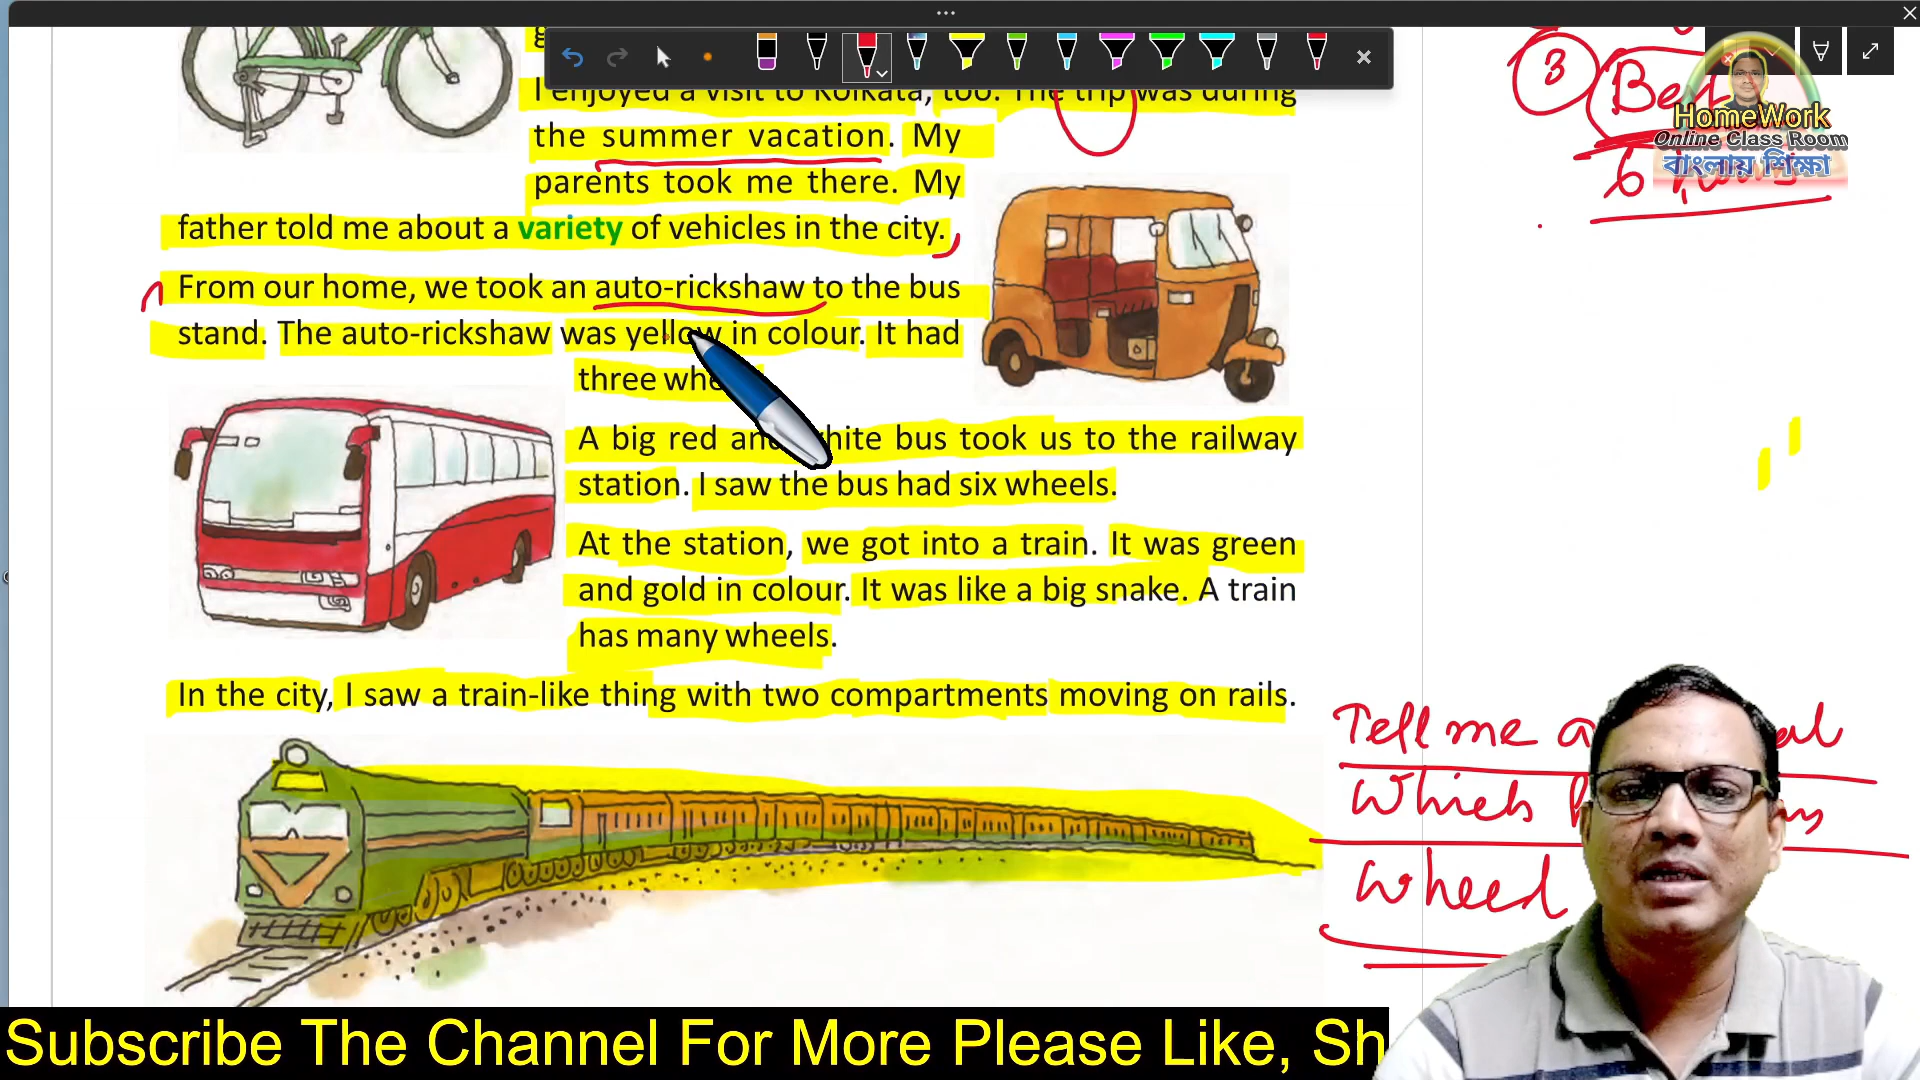 I enjoyed a visit to Kolkata, too. The trip was during
the summer vacation. My
parents took me there. My
father told me about a variety of vehicles in the city.
From our home, we took an auto-rickshaw to the bus
stand. The auto-rickshaw was yellow in colour. It had
three
A big red and white bus took us to the railway
station. I saw the bus had six wheels.
At the station, we got into a train. It was green
and gold in colour. It was like a big snake. A train
has many wheels.
In the city, I saw a train-like thing with two compartments moving on rails.
3
HomeWork
Online Class Room
বাংলায় শিক্ষা
6
Tell me
Which
wheel
Subscribe The Channel For More Please Like, Sh